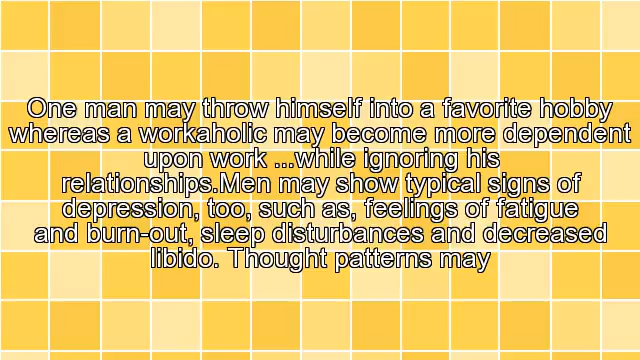 One man may throw himself into a favorite hobby
whereas a workaholic may become more dependent
upon work ...while ignoring his
relationships.Men may show typical signs of
depression, too, such as, feelings of fatigue
and burn-out, sleep disturbances and decreased
libido. Thought patterns may